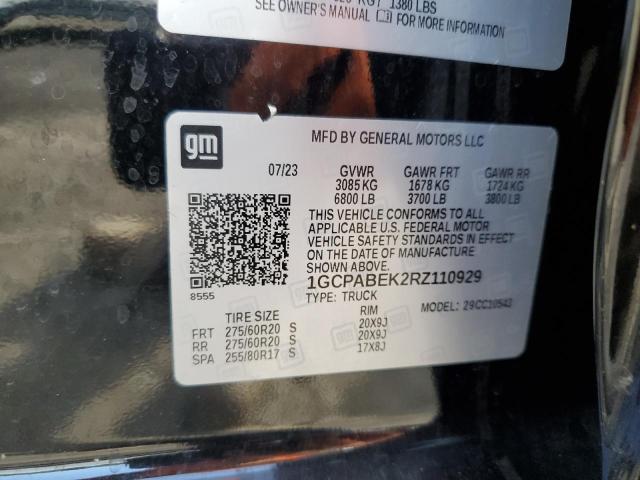 KG / 1380 LBS
SEE OWNER'S MANUAL FOR MORE INFORMATION
gm
MFD BY GENERAL MOTORS LLC
07/23 GVWR GAWR FRT GAWR RR
3085 KG 1678 KG 1724 KG
6800 LB 3700 LB 3800 LB
THIS VEHICLE CONFORMS TO ALL
APPLICABLE U.S. FEDERAL MOTOR
VEHICLE SAFETY STANDARDS IN EFFECT
ON THE DATE OF MANUFACTURE
SHOWN ABOVE.
1GCPABEK2RZ110929
8555
TYPE: TRUCK MODEL: 29CC10543
TIRE SIZE RIM
FRT 275/60R20 S 20X9J
RR 275/60R20 S 20X9J
SPA 255/80R17 S 17X8J